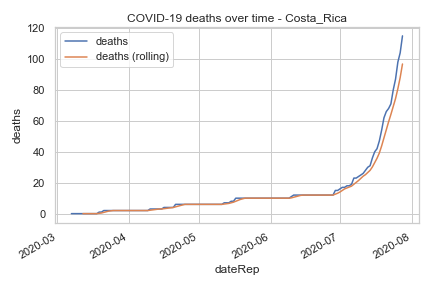 COVID-19 deaths over time - Costa_Rica
deaths
deaths (rolling)
120
100
80
60
40
20
0
deaths
2020-03
2020-04
2020-05
2020-06
2020-07
2020-08
dateRep